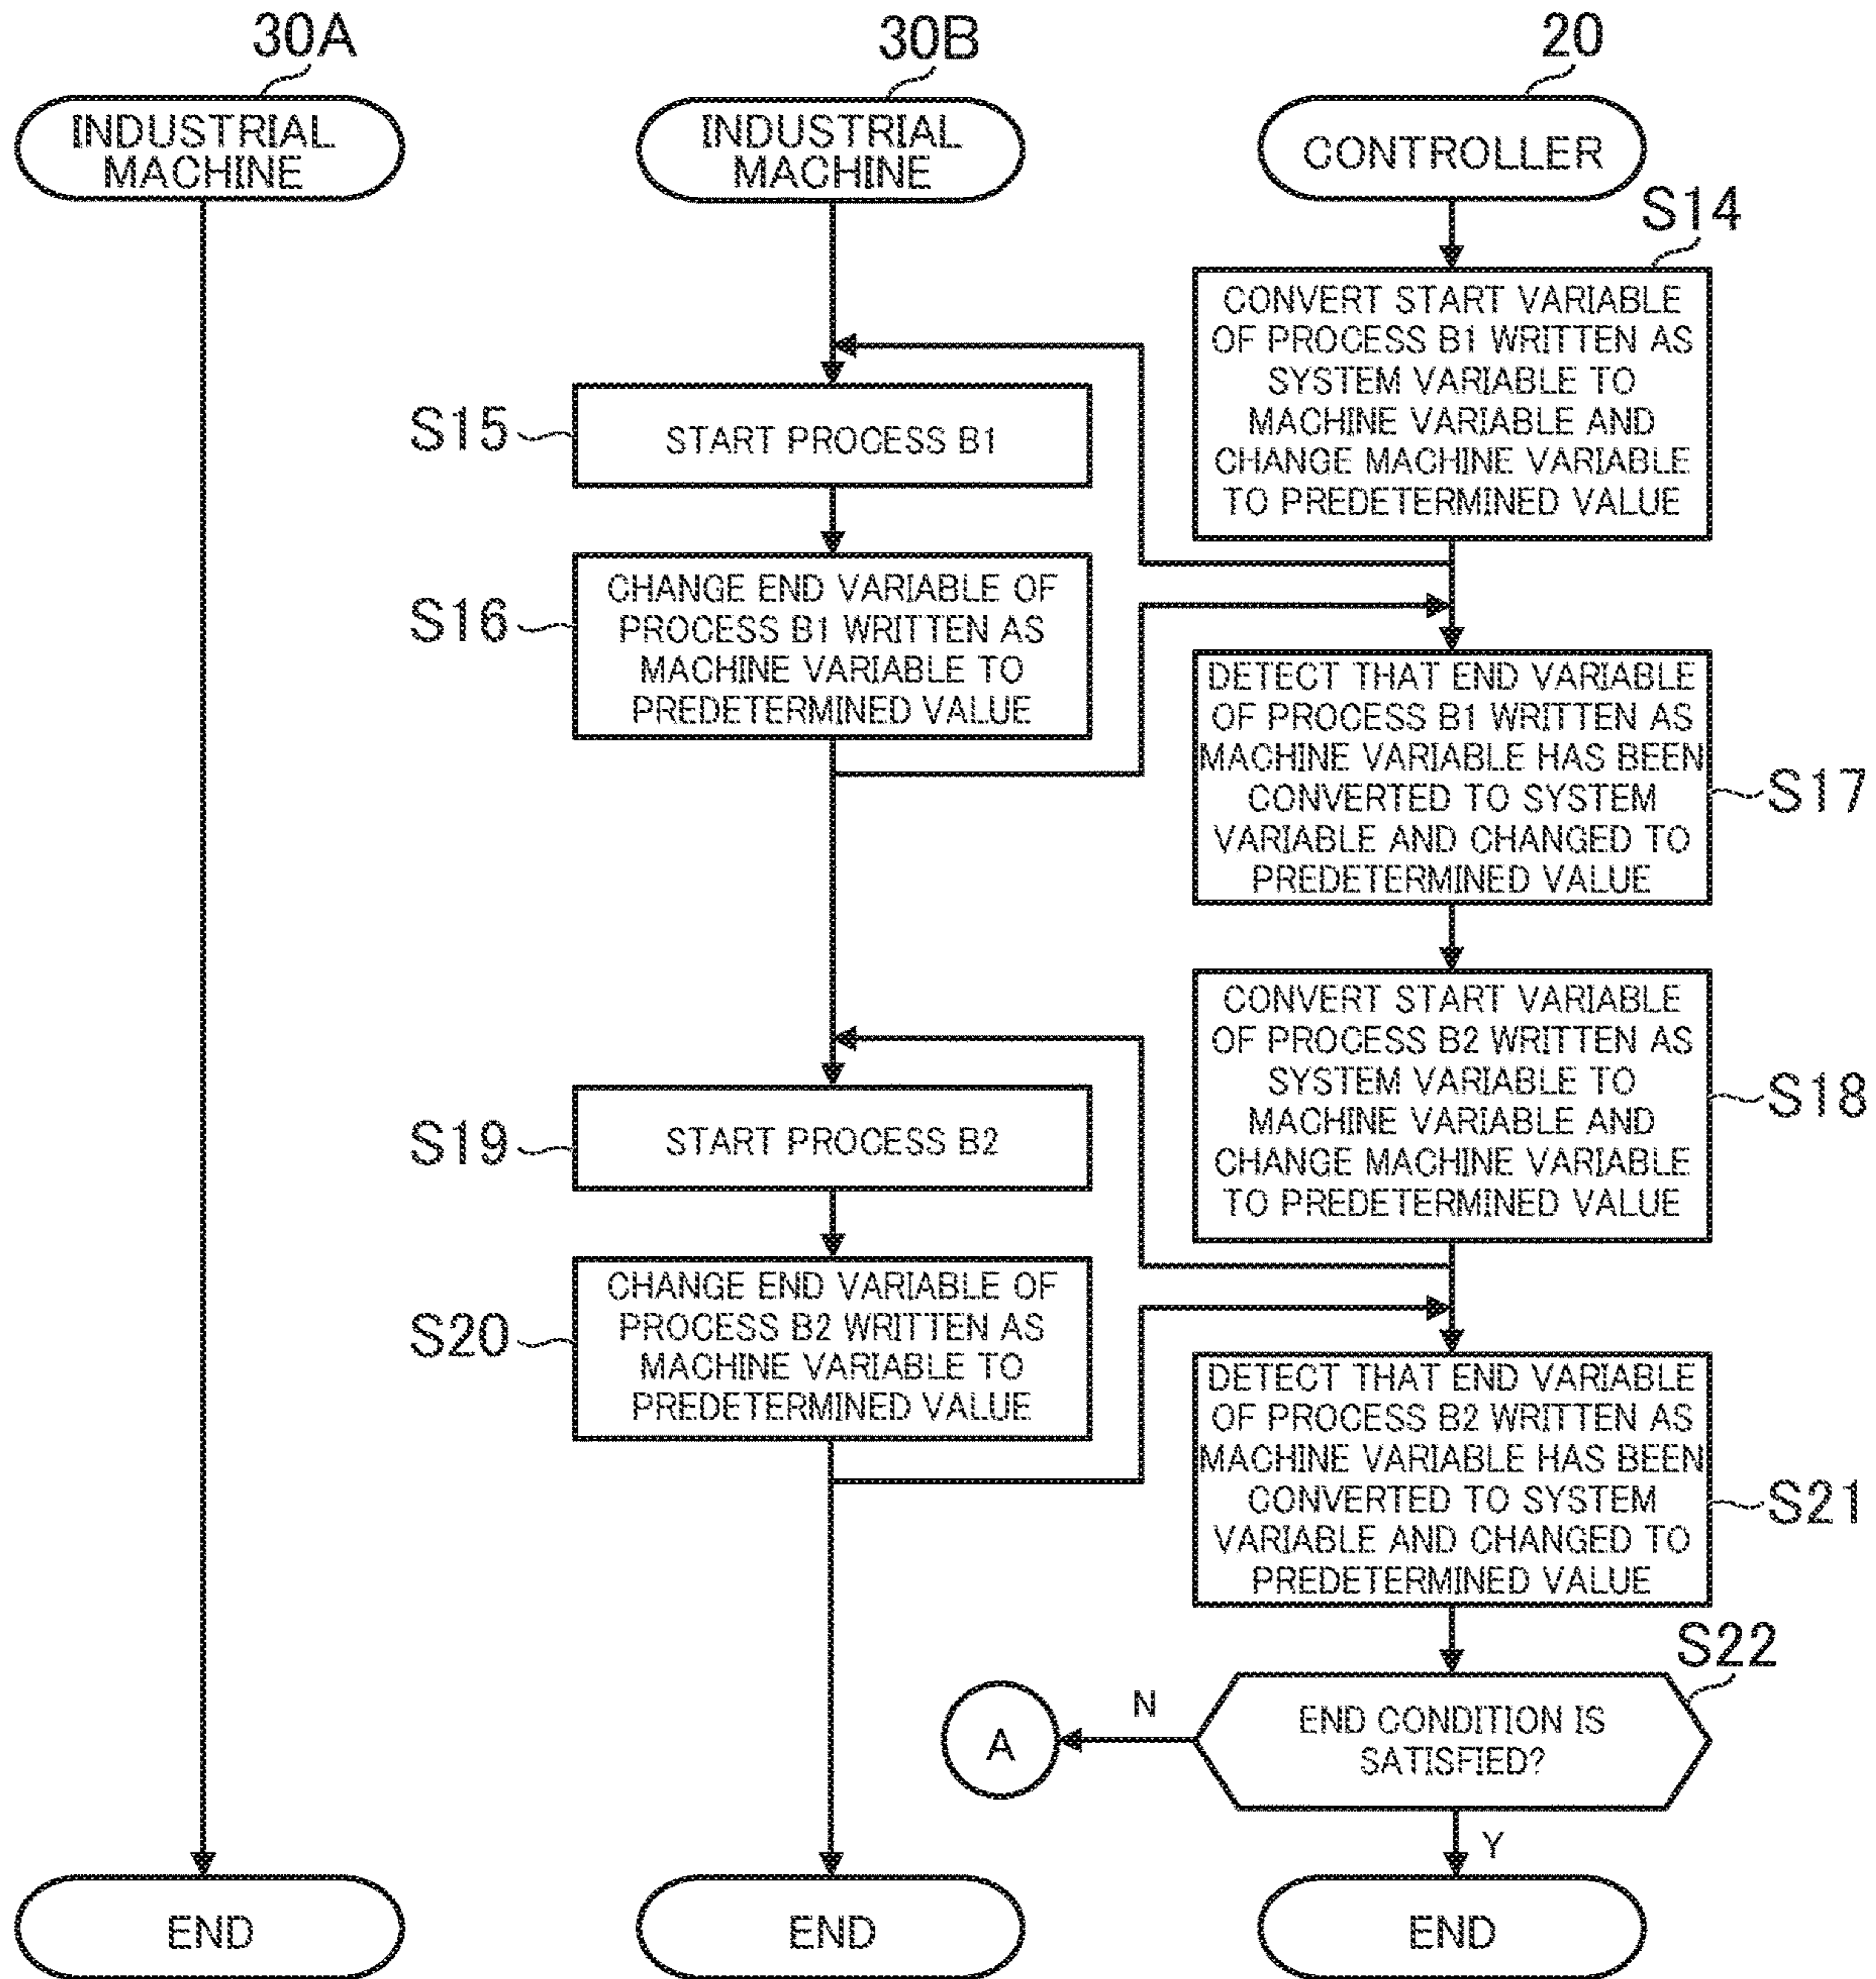 30A
30B
20
INDUSTRIAL
MACHINE
INDUSTRIAL
MACHINE
CONTROLLER
S14
CONVERT START VARIABLE
OF PROCESS B1 WRITTEN AS
SYSTEM VARIABLE TO
MACHINE VARIABLE AND
CHANGE MACHINE VARIABLE
TO PREDETERMINED VALUE
S15
START PROCESS B1
S16
CHANGE END VARIABLE OF
PROCESS B1 WRITTEN AS
MACHINE VARIABLE TO
PREDETERMINED VALUE
DETECT THAT END VARIABLE
OF PROCESS B1 WRITTEN AS
MACHINE VARIABLE HAS BEEN
CONVERTED TO SYSTEM
VARIABLE AND CHANGED TO
PREDETERMINED VALUE
S17
CONVERT START VARIABLE
OF PROCESS B2 WRITTEN AS
SYSTEM VARIABLE TO
MACHINE VARIABLE AND
CHANGE MACHINE VARIABLE
TO PREDETERMINED VALUE
S18
S19
START PROCESS B2
S20
CHANGE END VARIABLE OF
PROCESS B2 WRITTEN AS
MACHINE VARIABLE TO
PREDETERMINED VALUE
DETECT THAT END VARIABLE
OF PROCESS B2 WRITTEN AS
MACHINE VARIABLE HAS BEEN
CONVERTED TO SYSTEM
VARIABLE AND CHANGED TO
PREDETERMINED VALUE
S21
S22
END CONDITION IS
SATISFIED?
N
A
Y
END
END
END